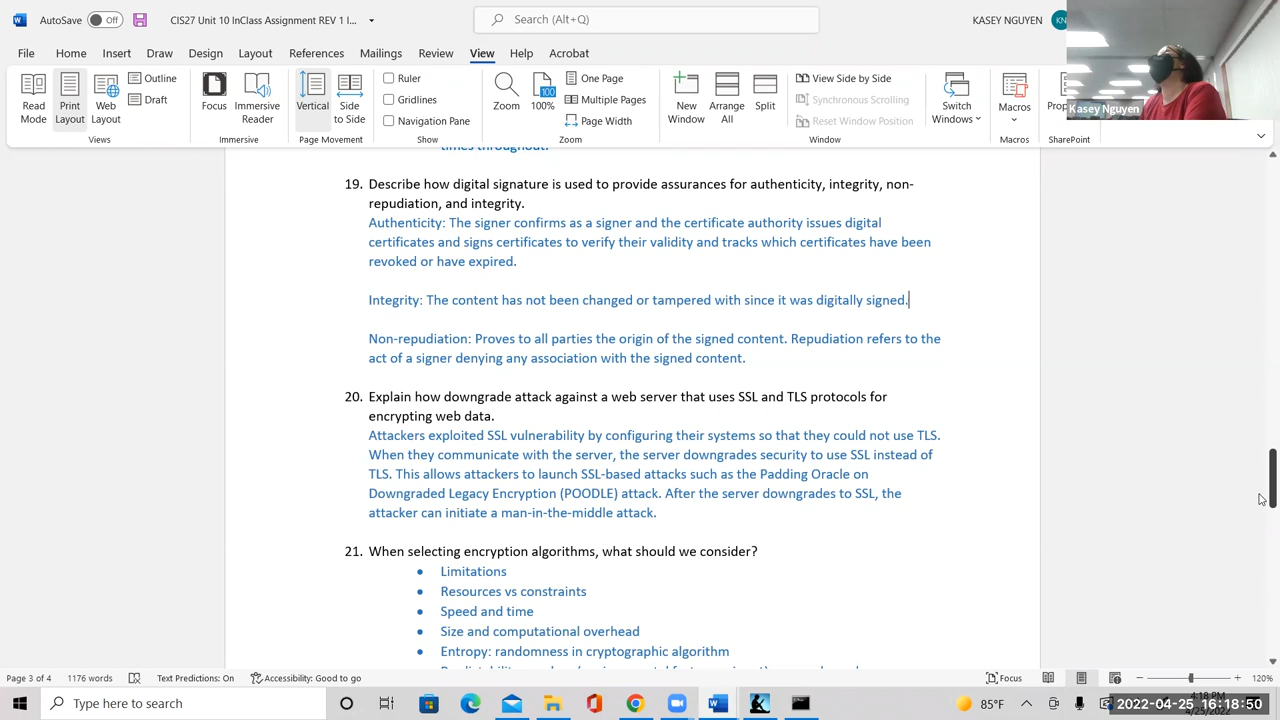 AutoSave Off CIS27 Unit 10 InClass Assignment REV 1 I... Search (Alt+Q) KASEY NGUYEN KN
File Home Insert Draw Design Layout References Mailings Review View Help Acrobat
Read Mode Print Layout Web Layout Outline Draft Focus Immersive Reader Vertical Side to Side Ruler Gridlines Navigation Pane Zoom 100% One Page Multiple Pages Page Width New Window Arrange All Split View Side by Side Synchronous Scrolling Reset Window Position Switch Windows Macros
Kasey Nguyen
Views Immersive Page Movement Show Zoom Window Macros SharePoint
times throughout.
19. Describe how digital signature is used to provide assurances for authenticity, integrity, non-
repudiation, and integrity.
Authenticity: The signer confirms as a signer and the certificate authority issues digital
certificates and signs certificates to verify their validity and tracks which certificates have been
revoked or have expired.
Integrity: The content has not been changed or tampered with since it was digitally signed.
Non-repudiation: Proves to all parties the origin of the signed content. Repudiation refers to the
act of a signer denying any association with the signed content.
20. Explain how downgrade attack against a web server that uses SSL and TLS protocols for
encrypting web data.
Attackers exploited SSL vulnerability by configuring their systems so that they could not use TLS.
When they communicate with the server, the server downgrades security to use SSL instead of
TLS. This allows attackers to launch SSL-based attacks such as the Padding Oracle on
Downgraded Legacy Encryption (POODLE) attack. After the server downgrades to SSL, the
attacker can initiate a man-in-the-middle attack.
21. When selecting encryption algorithms, what should we consider?
• Limitations
• Resources vs constraints
• Speed and time
• Size and computational overhead
• Entropy: randomness in cryptographic algorithm
Page 3 of 4 1176 words Text Predictions: On Accessibility: Good to go Focus 120%
Type here to search 85°F 4:18 PM
2022-04-25 16:18:50